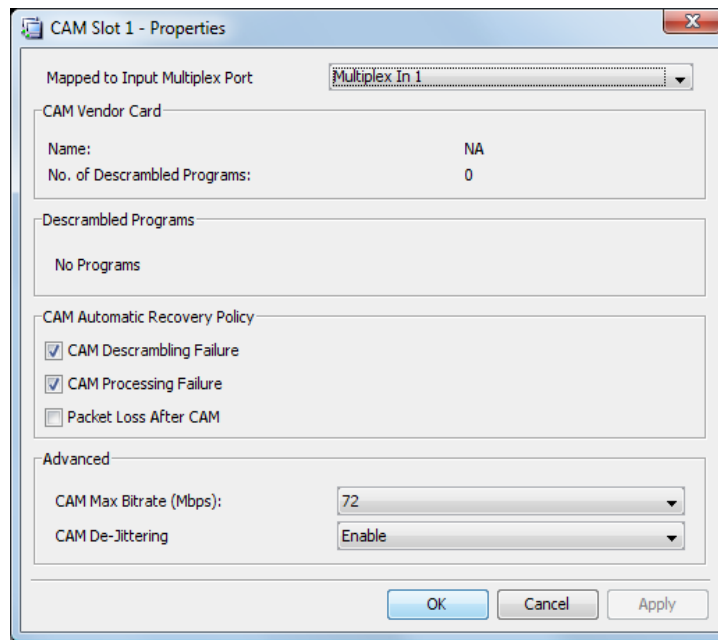 CAM Slot 1 - Properties
Mapped to Input Multiplex Port Multiplex In 1
CAM Vendor Card
Name: NA
No. of Descrambled Programs: 0
Descrambled Programs
No Programs
CAM Automatic Recovery Policy
CAM Descrambling Failure
CAM Processing Failure
Packet Loss After CAM
Advanced
CAM Max Bitrate (Mbps): 72
CAM De-Jittering Enable
OK Cancel Apply